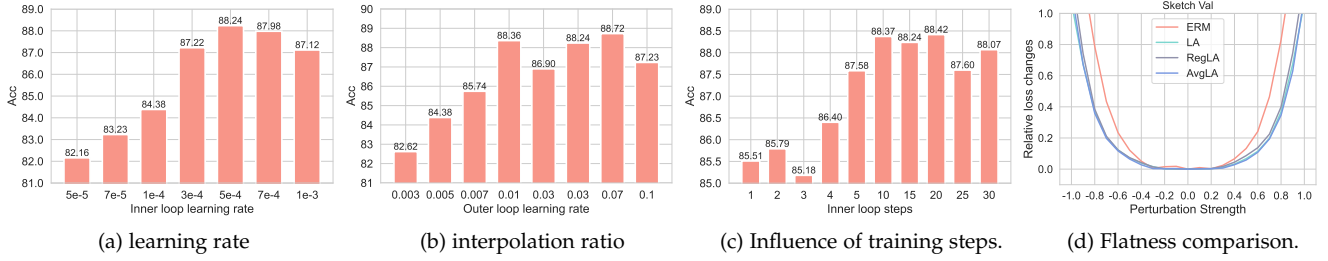 Acc
89.0
88.0
87.0
86.0
85.0
84.0
83.0
82.0
81.0
82.16
83.23
84.38
87.22
88.24
87.98
87.12
5e-5 7e-5 1e-4 3e-4 5e-4 7e-4 1e-3
Inner loop learning rate
(a) learning rate
Acc
90
89
88
87
86
85
84
83
82
81
82.62
84.38
85.74
88.36
86.90
88.24
88.72
87.23
0.003 0.005 0.007 0.01 0.03 0.03 0.07 0.1
Outer loop learning rate
(b) interpolation ratio
Acc
89.0
88.5
88.0
87.5
87.0
86.5
86.0
85.5
85.0
85.51
85.79
85.18
86.40
87.58
88.37
88.24
88.42
87.60
88.07
1 2 3 4 5 10 15 20 25 30
Inner loop steps
(c) Influence of training steps.
Sketch Val
Relative loss changes
1.0
0.8
0.6
0.4
0.2
0.0
ERM
LA
RegLA
AvgLA
-1.0 -0.8 -0.6 -0.4 -0.2 0.0 0.2 0.4 0.6 0.8 1.0
Perturbation Strength
(d) Flatness comparison.